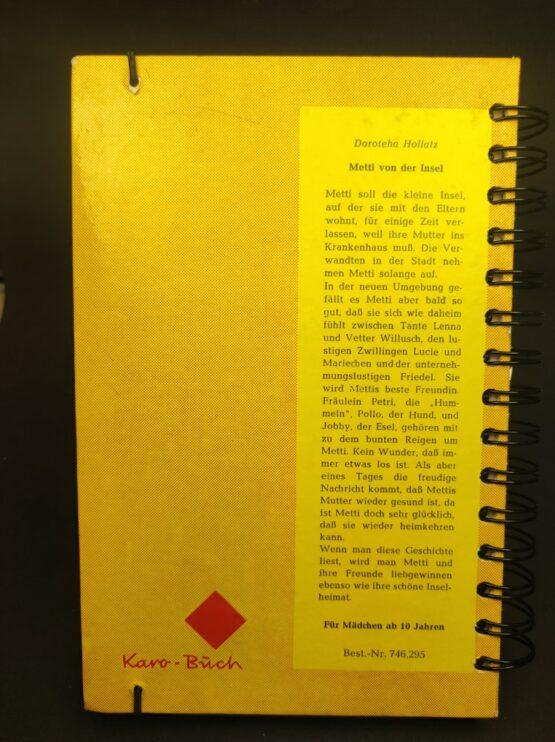 Doroteha Hollatz
Metti von der Insel
Metti soll die kleine Insel,
auf der sie mit den Eltern
wohnt, für einige Zeit ver-
lassen, weil ihre Mutter ins
Krankenhaus muß. Die Ver-
wandten in der Stadt neh-
men Metti solange auf.
In der neuen Umgebung ge-
fällt es Metti aber bald so
gut, daß sie sich wie daheim
fühlt zwischen Tante Lenna
und Vetter Willusch, den lu-
stigen Zwillingen Lucie und
Mariechen und der unterneh-
mungslustigen Friedel. Sie
wird Mettis beste Freundin.
Fräulein Petri, die „Hum-
meln", Pollo, der Hund, und
Jobby, der Esel, gehören mit
zu dem bunten Reigen um
Metti. Kein Wunder, daß im-
mer etwas los ist. Als aber
eines Tages die freudige
Nachricht kommt, daß Mettis
Mutter wieder gesund ist, da
ist Metti doch sehr glücklich,
daß sie wieder heimkehren
kann.
Wenn man diese Geschichte
liest, wird man Metti und
ihre Freunde liebgewinnen
ebenso wie ihre schöne Insel-
heimat.
Für Mädchen ab 10 Jahren
Best.-Nr. 746.295
Karo-Buch